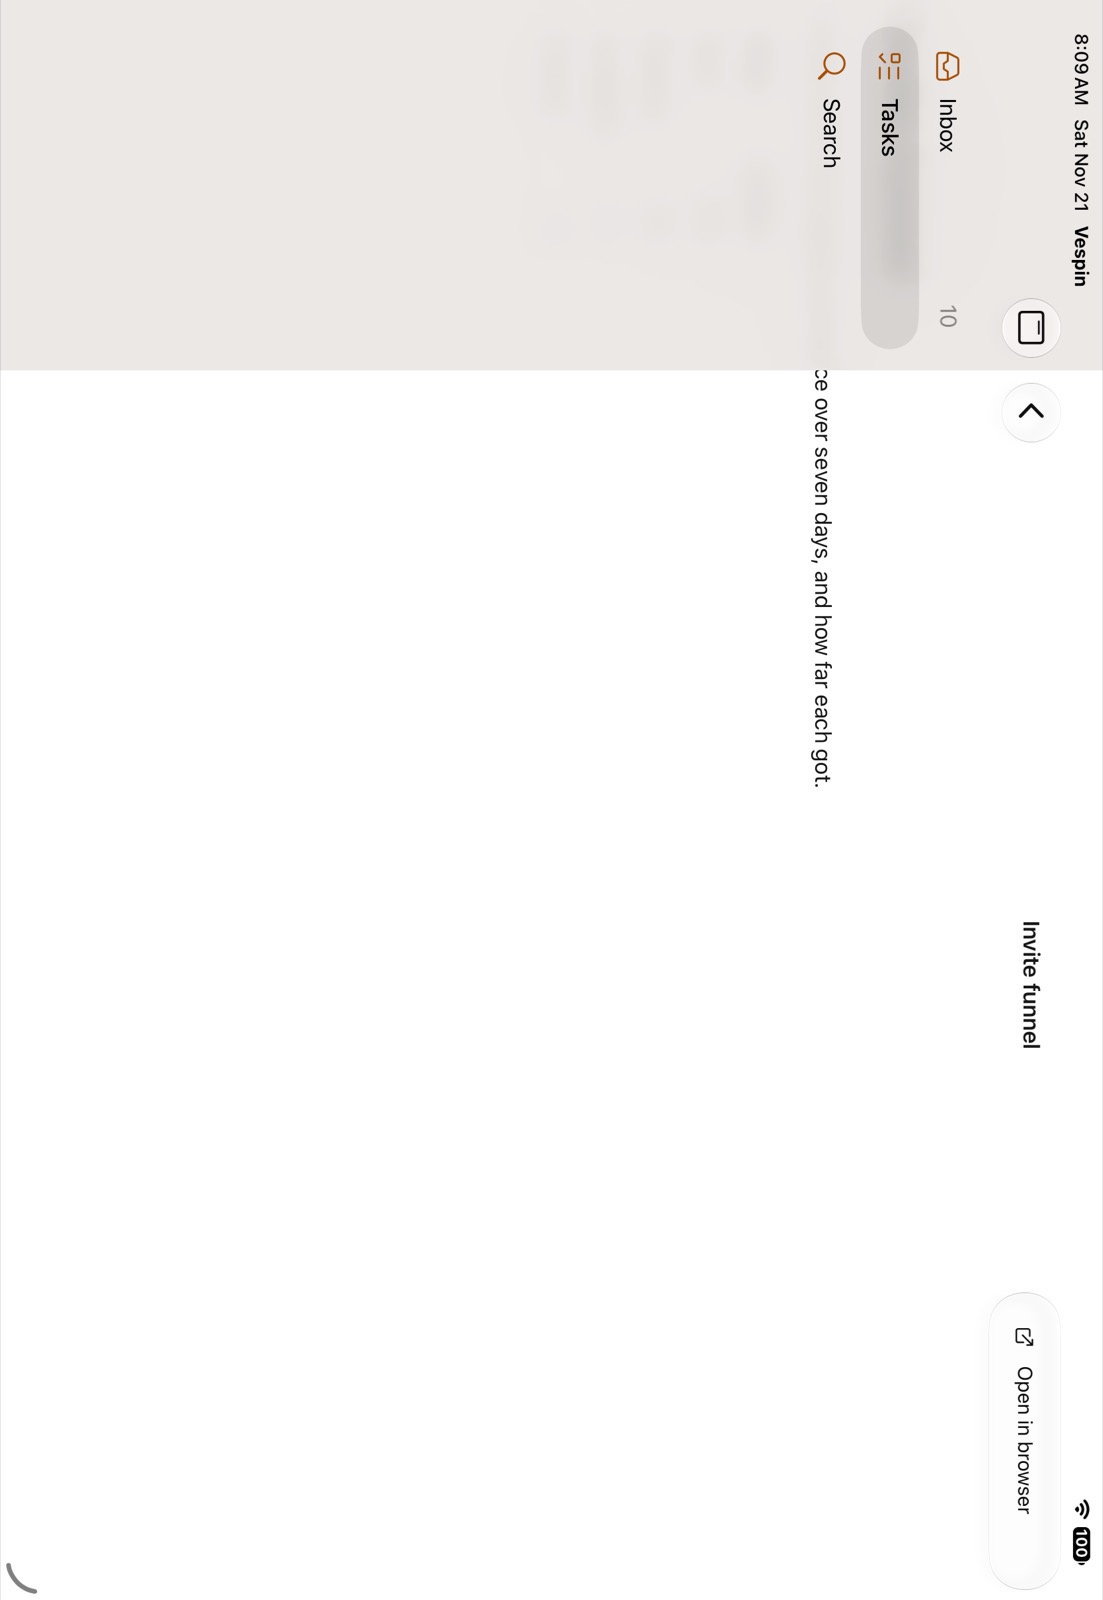 8:09 AM Sat Nov 21 Vespin
100
Invite funnel
Open in browser
Inbox 10
Tasks
Search
ce over seven days, and how far each got.